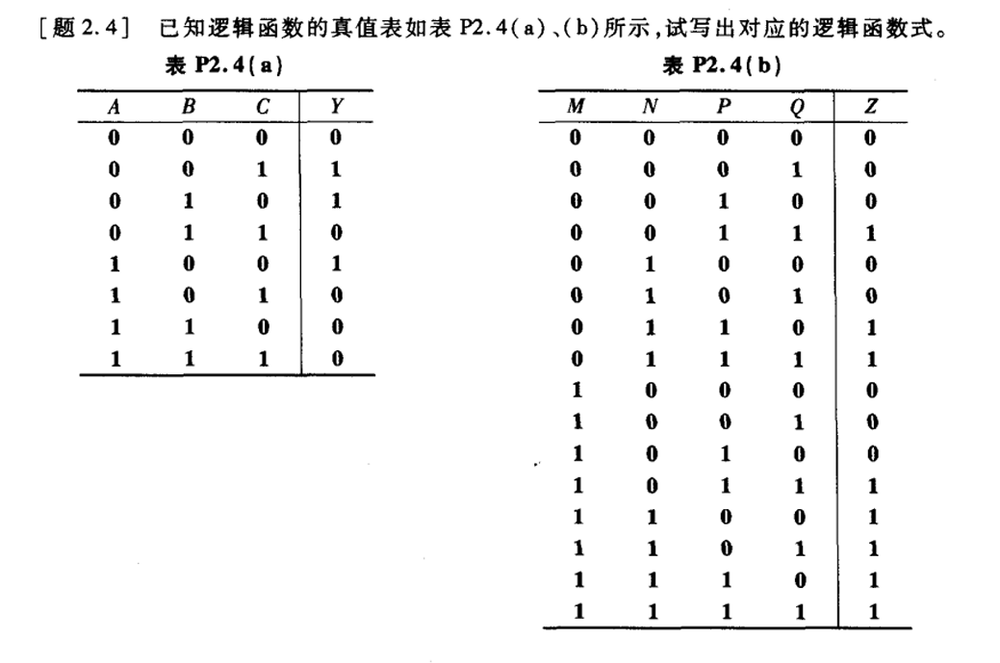 [题2.4] 已知逻辑函数的真值表如表 P2.4(a)、(b)所示,试写出对应的逻辑函数式。
表 P2.4(a)
A B C Y
0 0 0 0
0 0 1 1
0 1 0 1
0 1 1 0
1 0 0 1
1 0 1 0
1 1 0 0
1 1 1 0
表 P2.4(b)
M N P Q Z
0 0 0 0 0
0 0 0 1 0
0 0 1 0 0
0 0 1 1 1
0 1 0 0 0
0 1 0 1 0
0 1 1 0 1
0 1 1 1 1
1 0 0 0 0
1 0 0 1 0
1 0 1 0 0
1 0 1 1 1
1 1 0 0 1
1 1 0 1 1
1 1 1 0 1
1 1 1 1 1